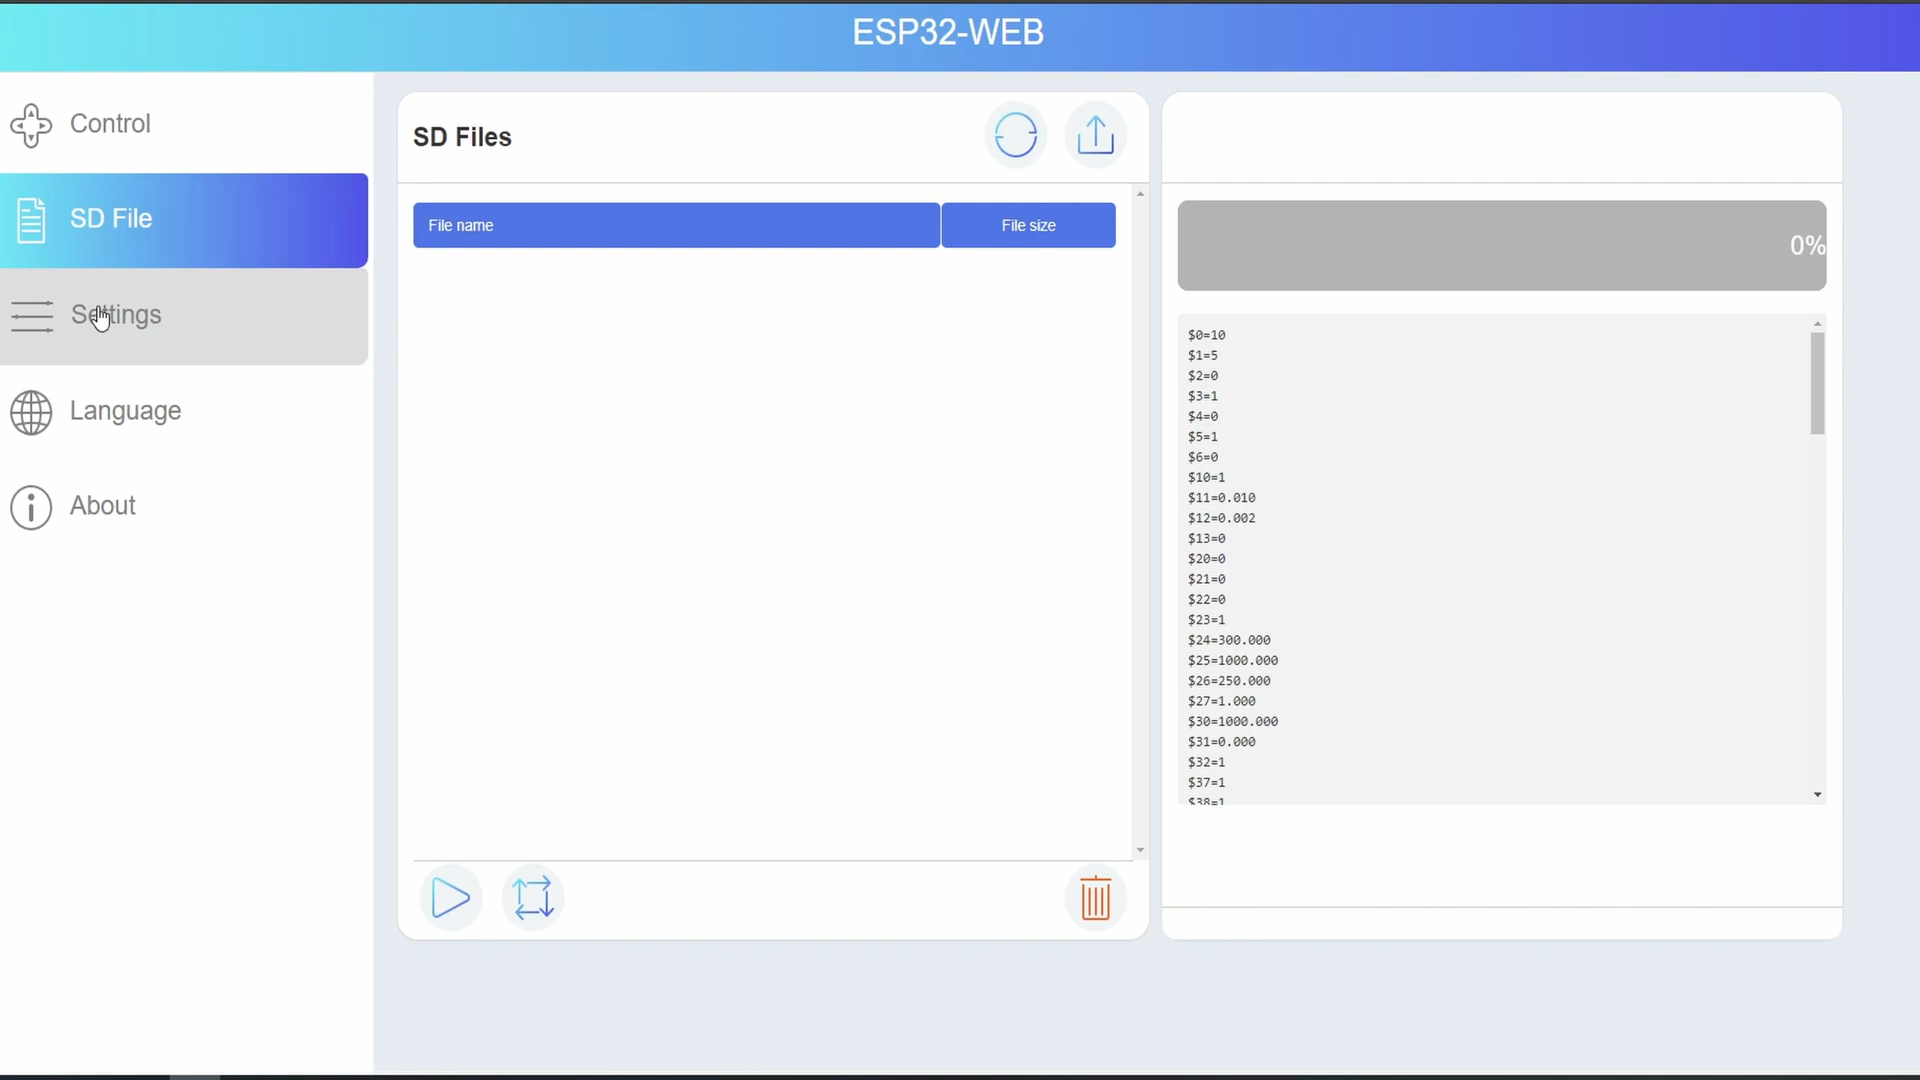 ESP32-WEB
Control
SD File
Settings
Language
About
SD Files
File name
File size
0%
$0=10
$1=5
$2=0
$3=1
$4=0
$5=1
$6=0
$10=1
$11=0.010
$12=0.002
$13=0
$20=0
$21=0
$22=0
$23=1
$24=300.000
$25=1000.000
$26=250.000
$27=1.000
$30=1000.000
$31=0.000
$32=1
$37=1
$38=1